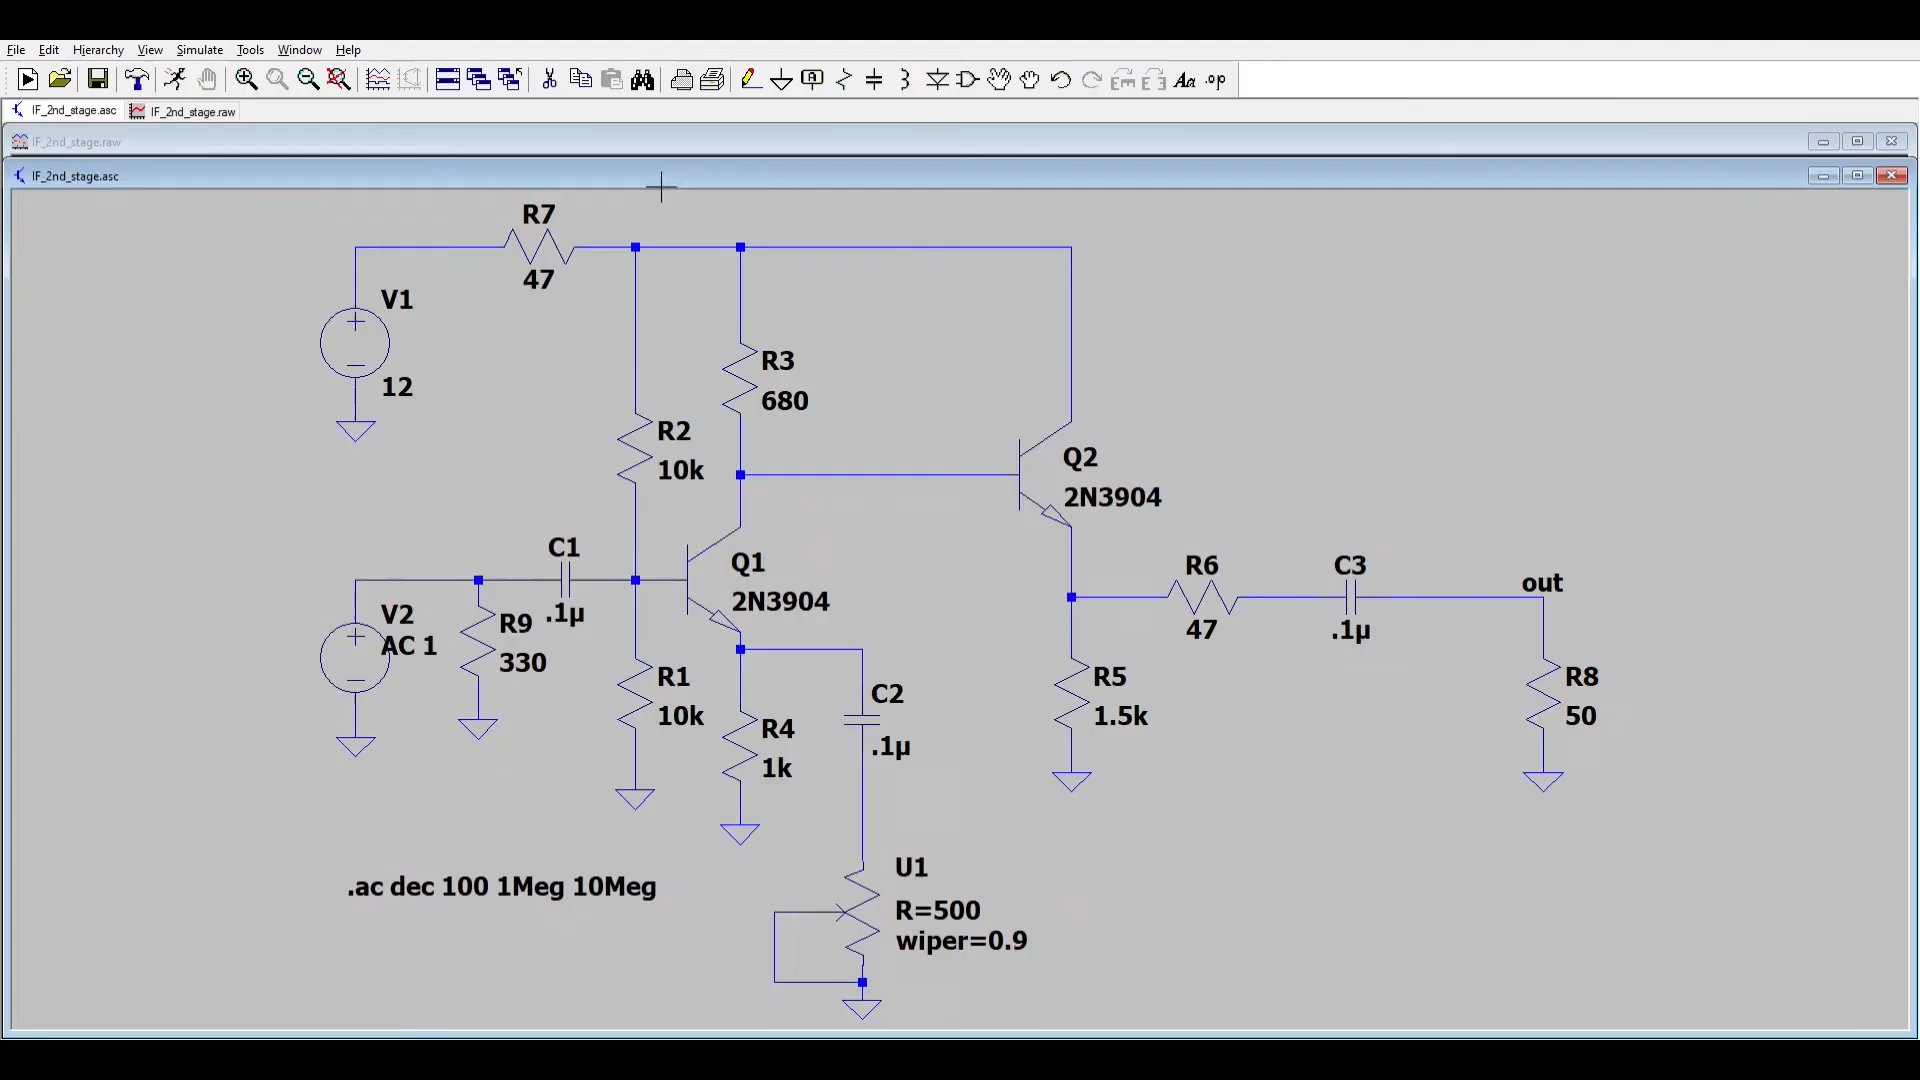 File Edit Hierarchy View Simulate Tools Window Help
IF_2nd_stage.asc IF_2nd_stage.raw
IF_2nd_stage.raw
IF_2nd_stage.asc
R7
47
V1
12
R3
680
R2
10k
Q2
2N3904
C1
.1µ
Q1
2N3904
V2
AC 1
R9
330
R6
47
C3
.1µ
out
R1
10k
R4
1k
C2
.1µ
R5
1.5k
R8
50
.ac dec 100 1Meg 10Meg
U1
R=500
wiper=0.9
Aa .op